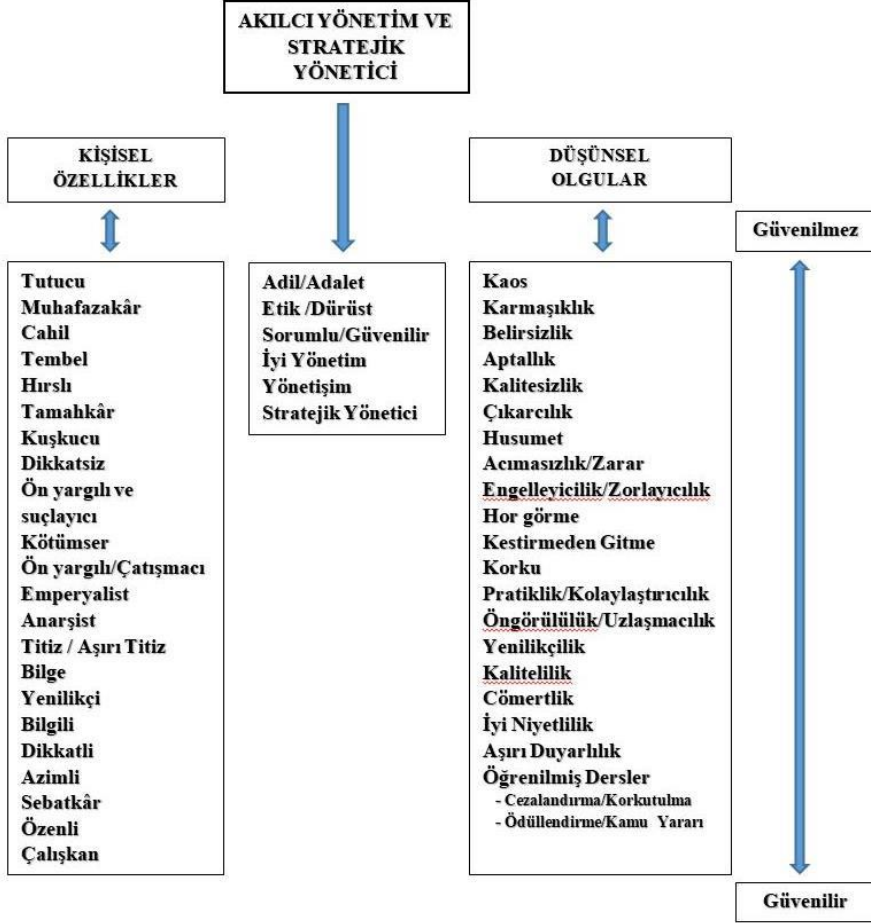 AKILCI YÖNETİM VE
STRATEJİK
YÖNETİCİ
KİŞİSEL
ÖZELLİKLER
Tutucu
Muhafazakâr
Cahil
Tembel
Hırslı
Tamahkâr
Kuşkucu
Dikkatsiz
Ön yargılı ve
suçlayıcı
Kötümser
Ön yargılı/Çatışmacı
Emperyalist
Anarşist
Titiz / Aşırı Titiz
Bilge
Yenilikçi
Bilgili
Dikkatli
Azimli
Sebatkâr
Özenli
Çalışkan
Adil/Adalet
Etik /Dürüst
Sorumlu/Güvenilir
İyi Yönetim
Yönetişim
Stratejik Yönetici
DÜŞÜNSEL
OLGULAR
Kaos
Karmaşıklık
Belirsizlik
Aptallık
Kalitesizlik
Çıkarcılık
Husumet
Acımasızlık/Zarar
Engelleyicilik/Zorlayıcılık
Hor görme
Kestirmeden Gitme
Korku
Pratiklik/Kolaylaştırıcılık
Öngörülülük/Uzlaşmacılık
Yenilikçilik
Kalitelilik
Cömertlik
İyi Niyetlilik
Aşırı Duyarlılık
Öğrenilmiş Dersler
- Cezalandırma/Korkutulma
- Ödüllendirme/Kamu Yararı
Güvenilmez
Güvenilir